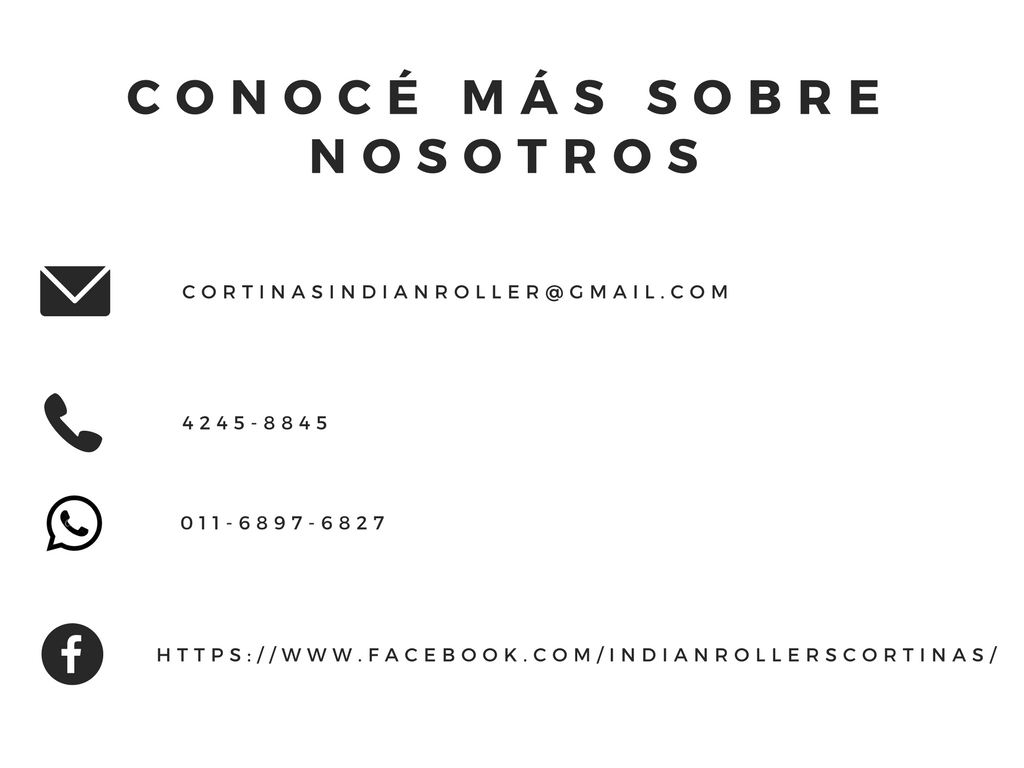 CONOCÉ MÁS SOBRE
NOSOTROS
CORTINASINDIANROLLER@GMAIL.COM
4245-8845
011-6897-6827
HTTPS://WWW.FACEBOOK.COM/INDIANROLLERSCORTINAS/